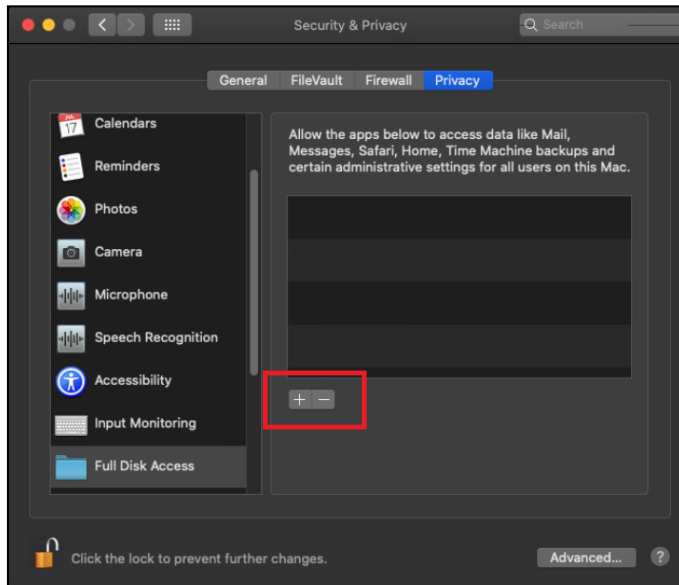 Security & Privacy
Search
General
FileVault
Firewall
Privacy
JUL
17
Calendars
Reminders
Photos
Camera
Microphone
Speech Recognition
Accessibility
Input Monitoring
Full Disk Access
Allow the apps below to access data like Mail,
Messages, Safari, Home, Time Machine backups and
certain administrative settings for all users on this Mac.
+ −
Click the lock to prevent further changes.
Advanced...
?